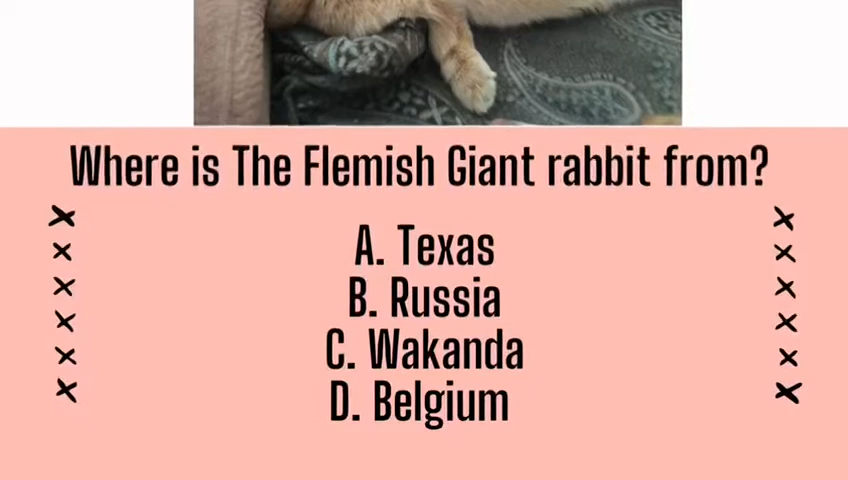 Where is The Flemish Giant rabbit from?
A. Texas
B. Russia
C. Wakanda
D. Belgium